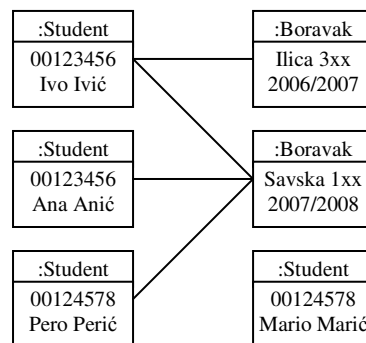 :Student
00123456
Ivo Ivić
:Boravak
Ilica 3xx
2006/2007
:Student
00123456
Ana Anić
:Boravak
Savska 1xx
2007/2008
:Student
00124578
Pero Perić
:Student
00124578
Mario Marić